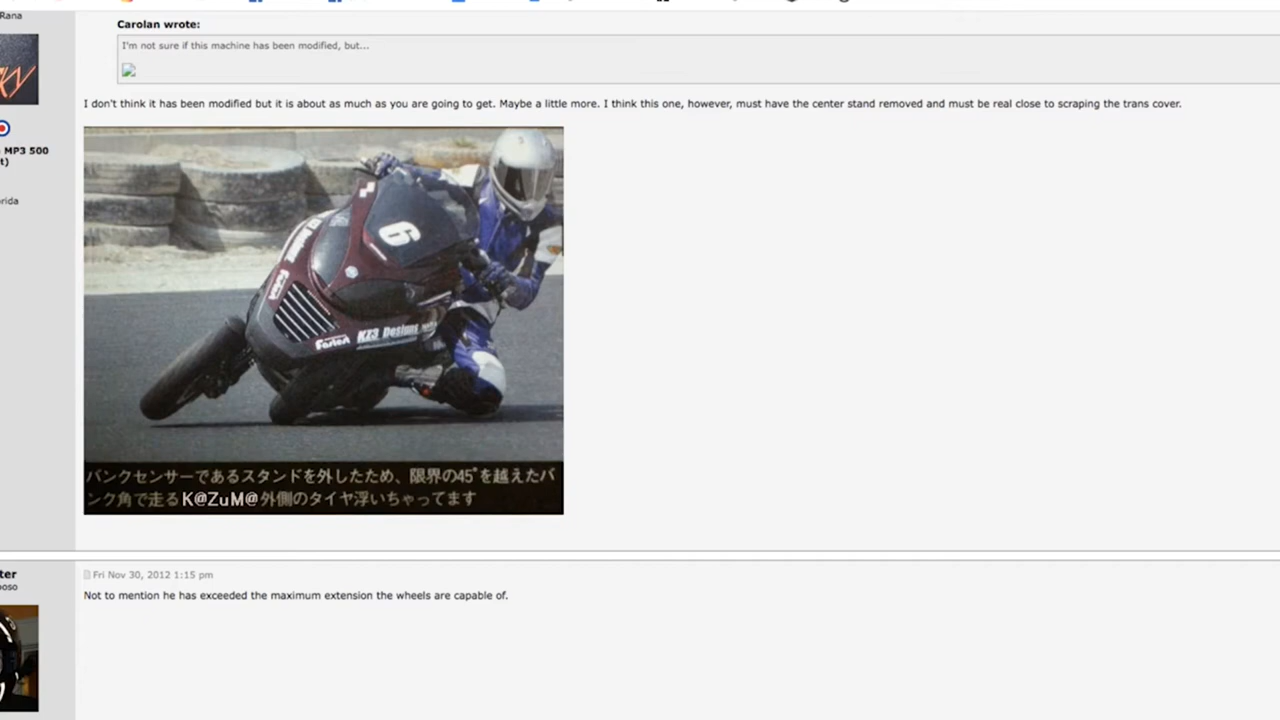 Rana
Carolan wrote:
I'm not sure if this machine has been modified, but...
I don't think it has been modified but it is about as much as you are going to get. Maybe a little more. I think this one, however, must have the center stand removed and must be real close to scraping the trans cover.
MP3 500
t)
rida
6
Fastest
KZ3 Designs
バンクセンサーであるスタンドを外したため、限界の45°を越えたバ
ンク角で走るK@ZuM@外側のタイヤ浮いちゃってます
ter
oso
Fri Nov 30, 2012 1:15 pm
Not to mention he has exceeded the maximum extension the wheels are capable of.